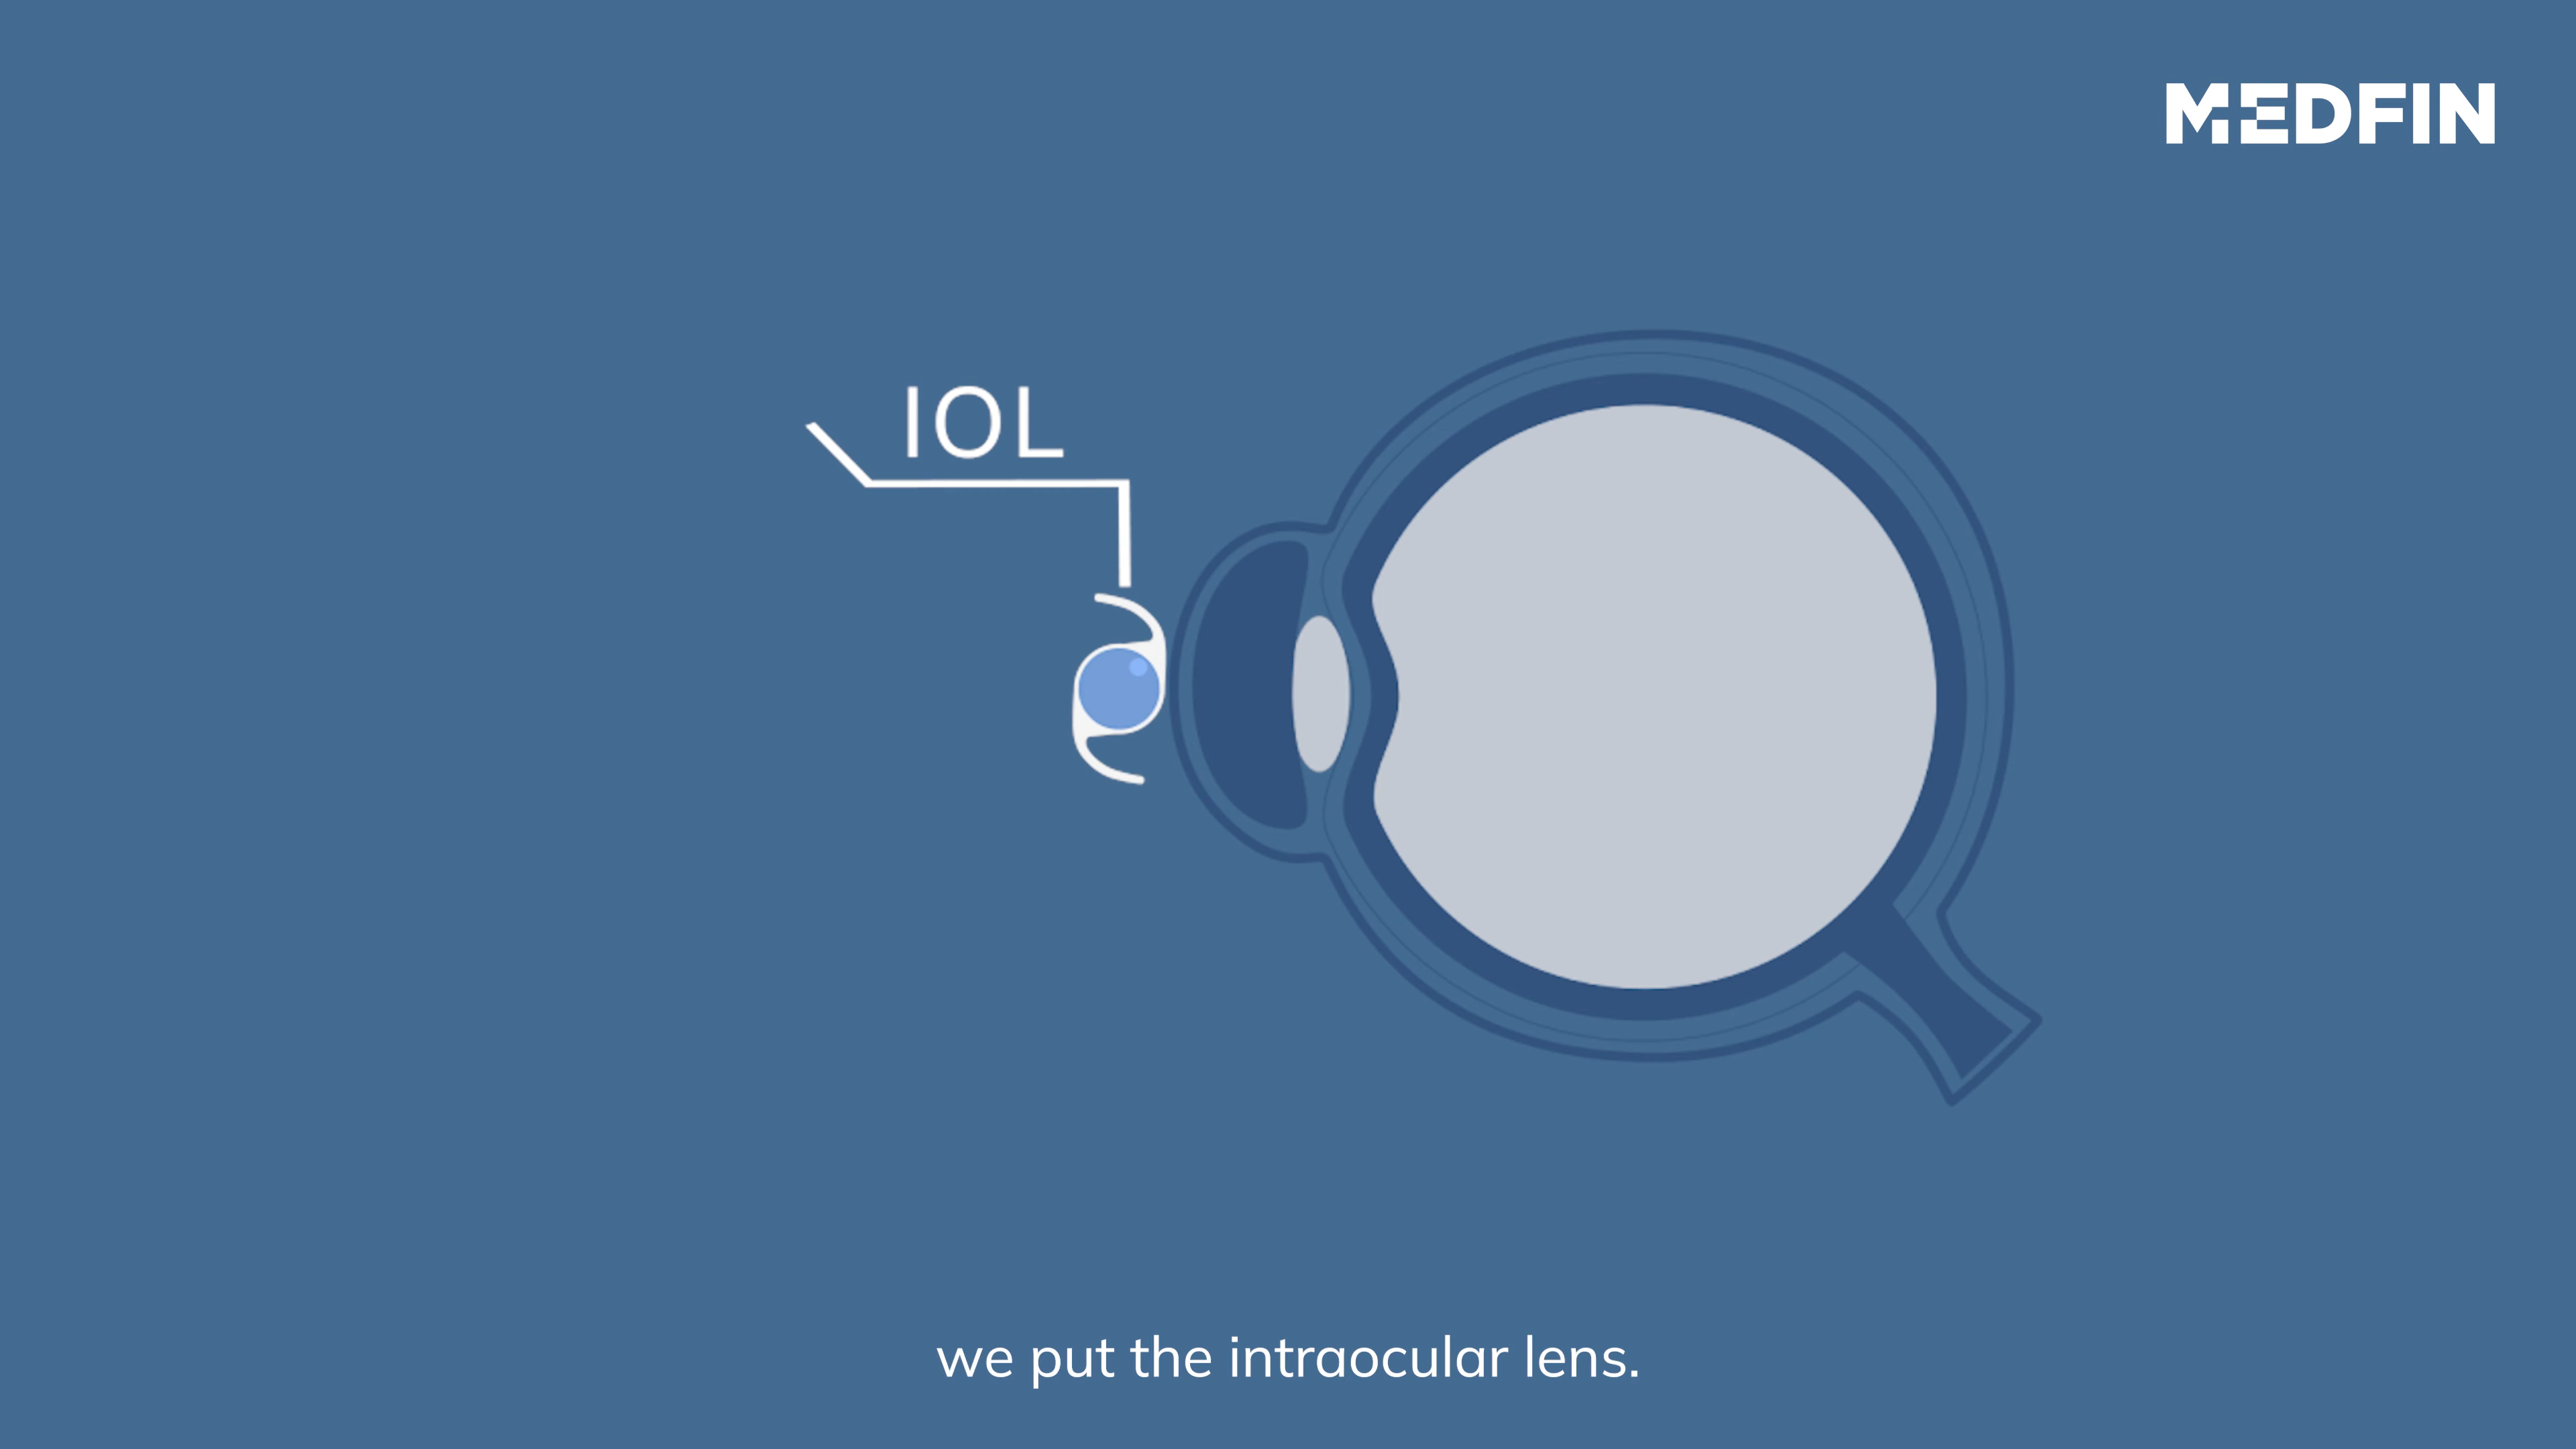 MEDFIN
IOL
we put the intraocular lens.